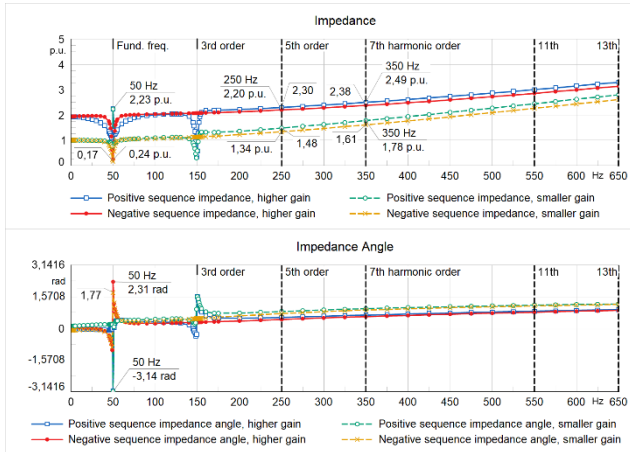 Impedance
5
p.u.
4
3
2
1
0
Fund. freq.
3rd order
5th order
7th harmonic order
11th
13th
50 Hz
2,23 p.u.
250 Hz
2,20 p.u.
2,30
2,38
350 Hz
2,49 p.u.
0,17
0,24 p.u.
1,34 p.u.
1,48
1,61
350 Hz
1,78 p.u.
0 50 100 150 200 250 300 350 400 450 500 550 600 Hz 650
Positive sequence impedance, higher gain
Positive sequence impedance, smaller gain
Negative sequence impedance, higher gain
Negative sequence impedance, smaller gain
Impedance Angle
3,1416
rad
1,5708
0
-1,5708
-3,1416
3rd order
5th order
7th harmonic order
11th
13th
50 Hz
2,31 rad
1,77
50 Hz
-3,14 rad
0 50 100 150 200 250 300 350 400 450 500 550 600 Hz 650
Positive sequence impedance angle, higher gain
Positive sequence impedance angle, smaller gain
Negative sequence impedance angle, higher gain
Negative sequence impedance angle, smaller gain